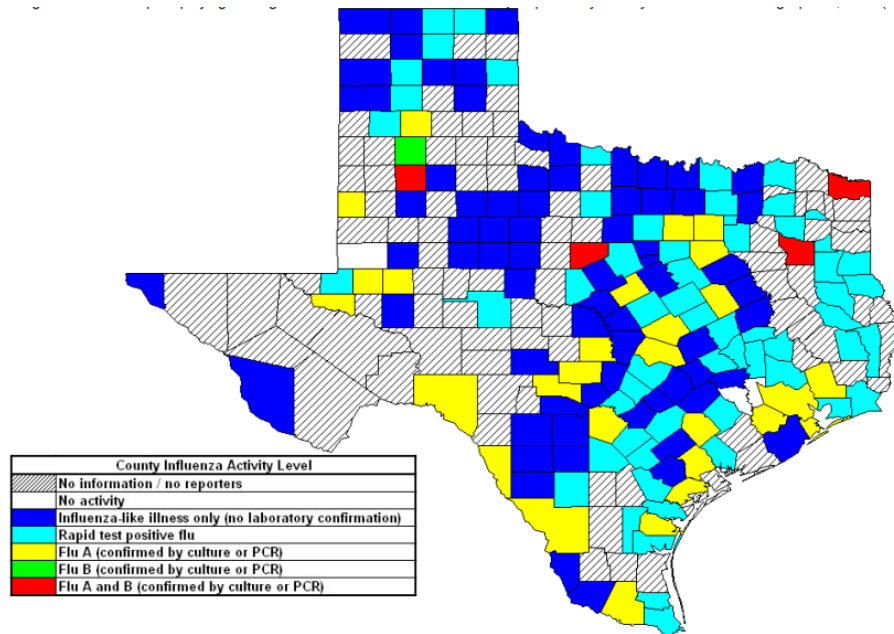 County Influenza Activity Level
No information / no reporters
No activity
Influenza-like illness only (no laboratory confirmation)
Rapid test positive flu
Flu A (confirmed by culture or PCR)
Flu B (confirmed by culture or PCR)
Flu A and B (confirmed by culture or PCR)